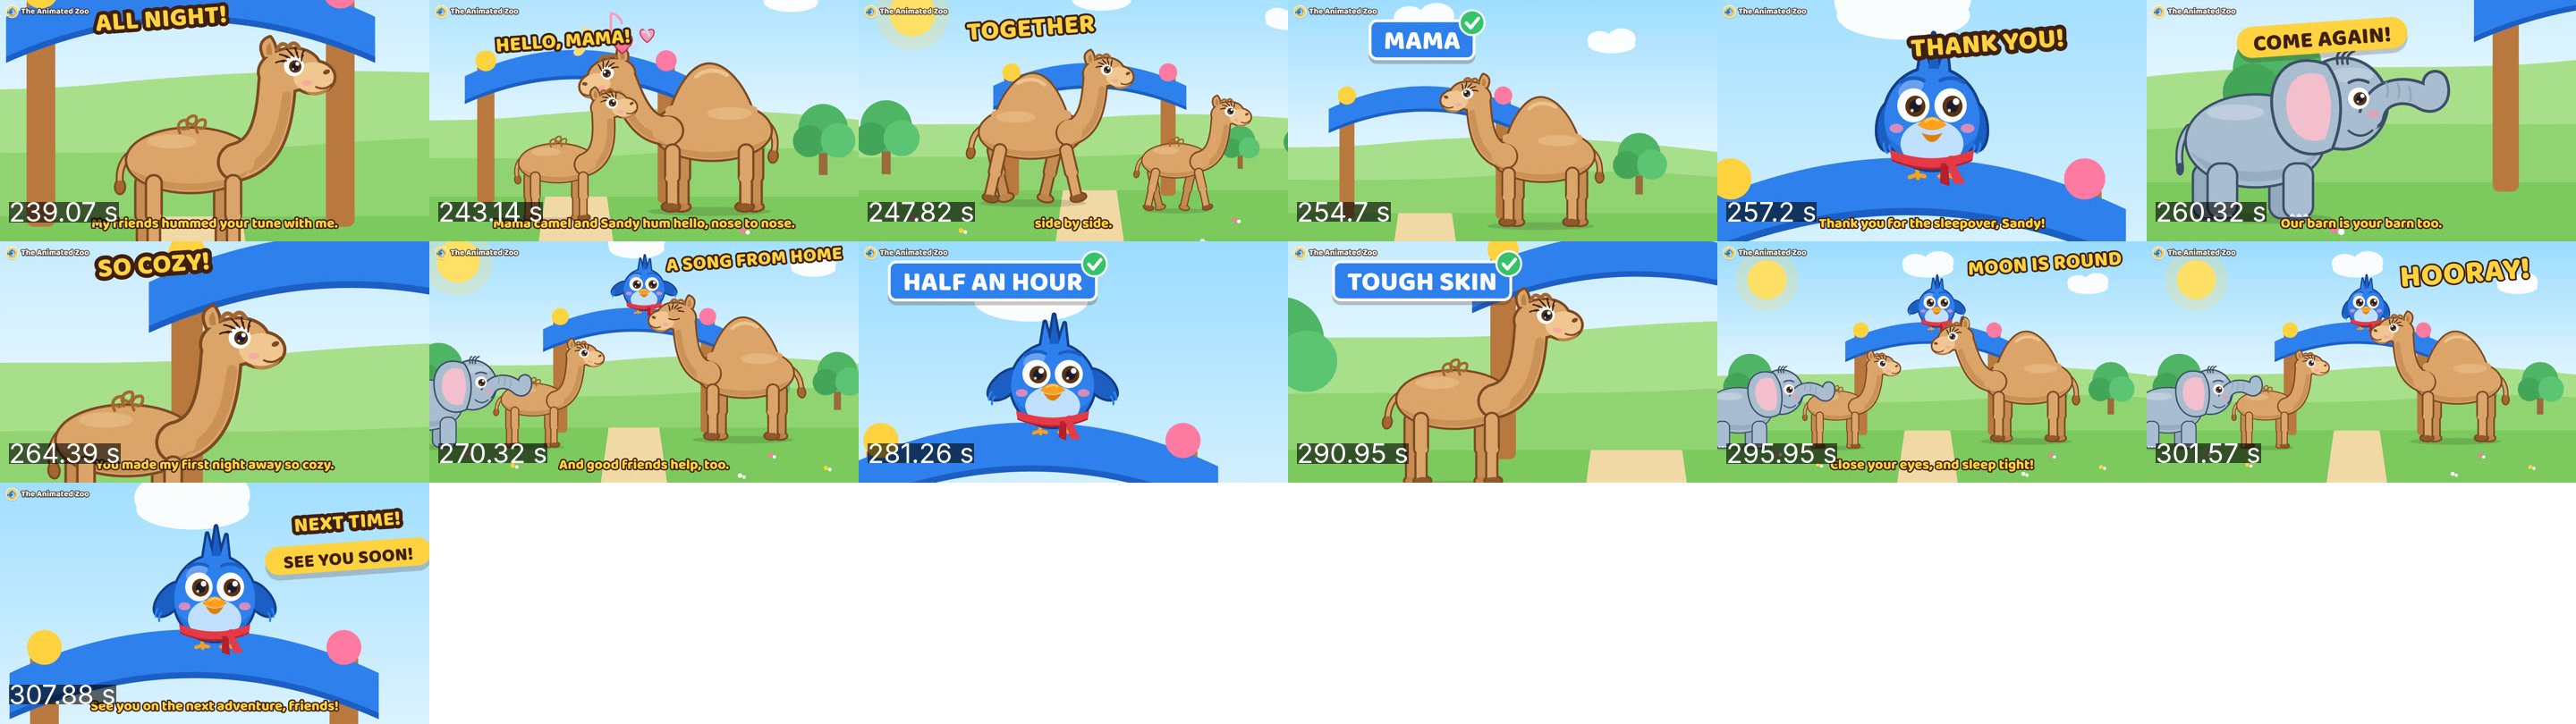 The Animated Zoo
ALL NIGHT!
239.07 s
My friends hummed your tune with me.
The Animated Zoo
HELLO, MAMA!
243.14 s
Mama camel and Sandy hum hello, nose to nose.
The Animated Zoo
TOGETHER
247.82 s
side by side.
The Animated Zoo
MAMA
254.7 s
The Animated Zoo
THANK YOU!
257.2 s
Thank you for the sleepover, Sandy!
The Animated Zoo
COME AGAIN!
260.32 s
Our barn is your barn too.
The Animated Zoo
SO COZY!
264.39 s
You made my first night away so cozy.
The Animated Zoo
A SONG FROM HOME
270.32 s
And good friends help, too.
The Animated Zoo
HALF AN HOUR
281.26 s
The Animated Zoo
TOUGH SKIN
290.95 s
The Animated Zoo
MOON IS ROUND
295.95 s
Close your eyes, and sleep tight!
The Animated Zoo
HOORAY!
301.57 s
The Animated Zoo
NEXT TIME!
SEE YOU SOON!
307.88 s
See you on the next adventure, friends!